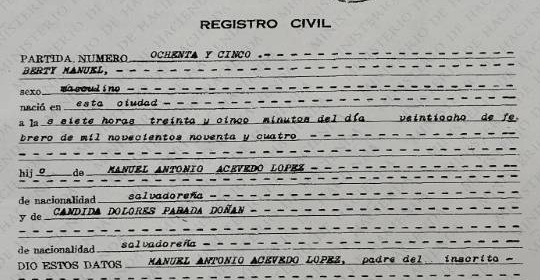 REGISTRO CIVIL
PARTIDA NUMERO OCHENTA Y CINCO .-
BERTY MANUEL,
sexo masculino
nació en esta ciudad
a la s siete horas treinta y cinco minutos del día veintiocho de fe-
brero de mil novecientos noventa y cuatro
hij o de MANUEL ANTONIO ACEVEDO LOPEZ
de nacionalidad salvadoreña
y de CANDIDA DOLORES PARADA DOÑAN
de nacionalidad salvadoreña
DIO ESTOS DATOS MANUEL ANTONIO ACEVEDO LOPEZ, padre del inscrito -